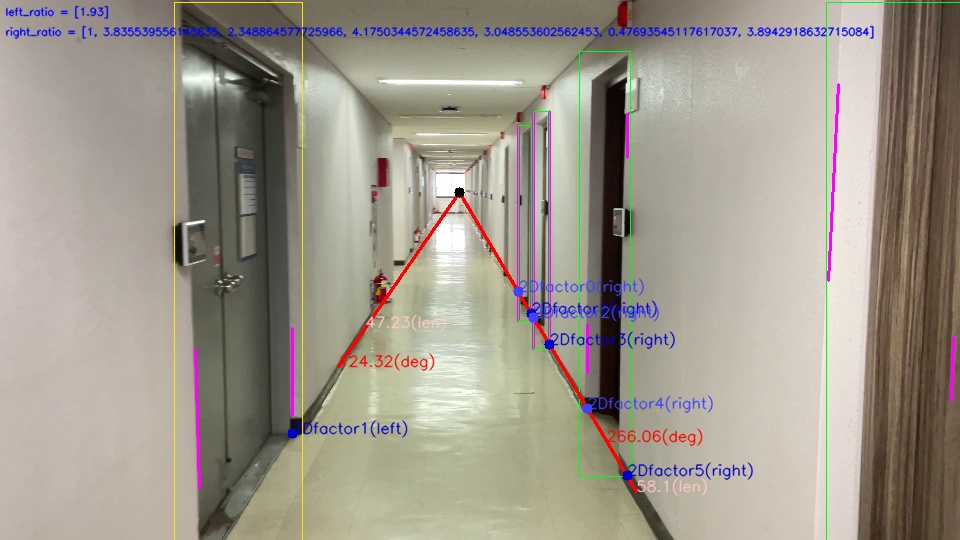 left_ratio = [1.93]
right_ratio = [1, 3.835539556145635, 2.348864577725966, 4.1750344572458635, 3.048553602562453, 0.47693545117617037, 3.8942918632715084]
2Dfactor0(right)
2Dfactor2(right)
47.23(len)
2Dfactor3(right)
24.32(deg)
2Dfactor4(right)
Dfactor1(left)
266.06(deg)
2Dfactor5(right)
58.1(len)